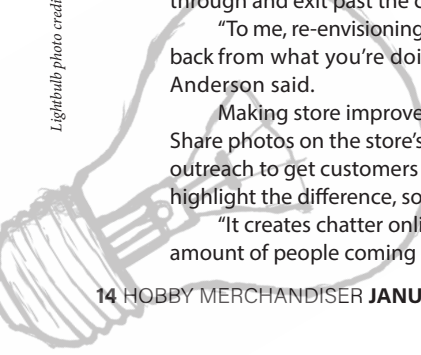 through and exit past the
"To me, re-envisioning
back from what you're doi
Anderson said.
Making store improve
Share photos on the store's
outreach to get customers
highlight the difference, so
"It creates chatter onli
amount of people coming
14 HOBBY MERCHANDISER JANU
Lightbulb photo credi